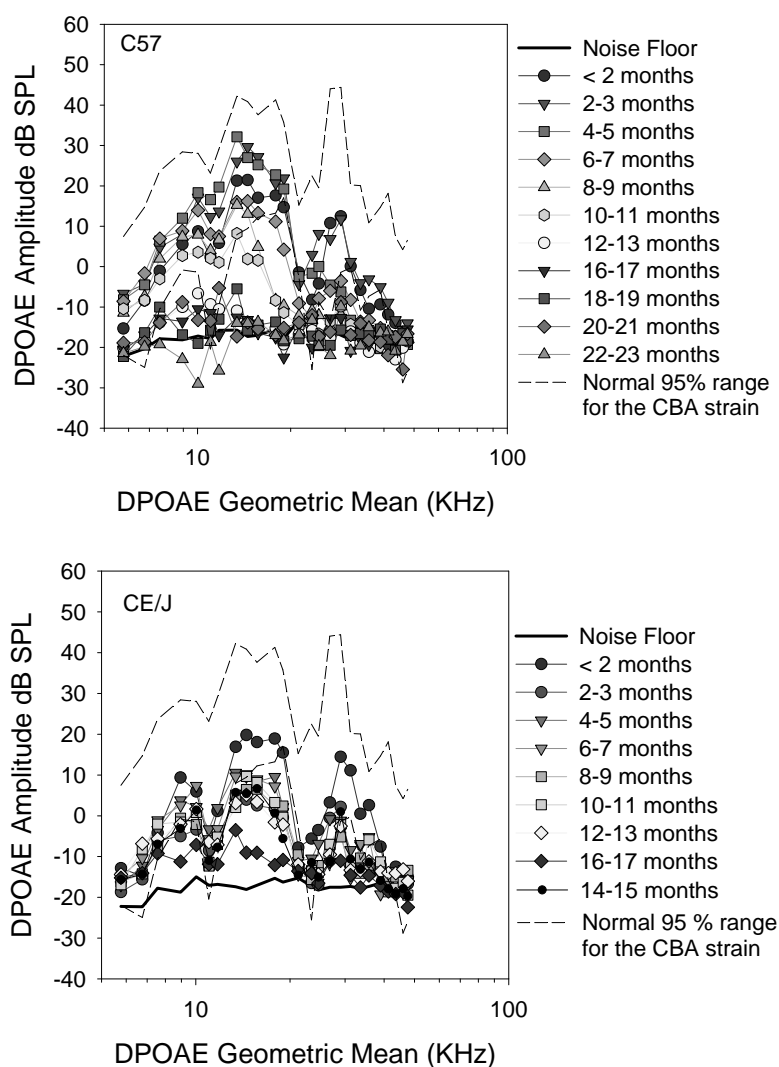 C57
60
50
40
30
20
10
0
-10
-20
-30
-40
DPOAE Amplitude dB SPL
10
100
DPOAE Geometric Mean (KHz)
Noise Floor
< 2 months
2-3 months
4-5 months
6-7 months
8-9 months
10-11 months
12-13 months
16-17 months
18-19 months
20-21 months
22-23 months
Normal 95% range
for the CBA strain
CE/J
60
50
40
30
20
10
0
-10
-20
-30
-40
DPOAE Amplitude dB SPL
10
100
DPOAE Geometric Mean (KHz)
Noise Floor
< 2 months
2-3 months
4-5 months
6-7 months
8-9 months
10-11 months
12-13 months
16-17 months
14-15 months
Normal 95 % range
for the CBA strain